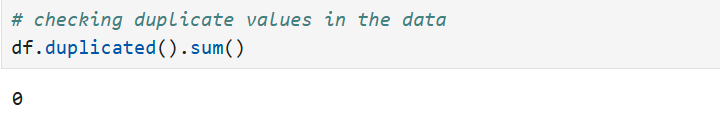 # checking duplicate values in the data
df.duplicated().sum()
0